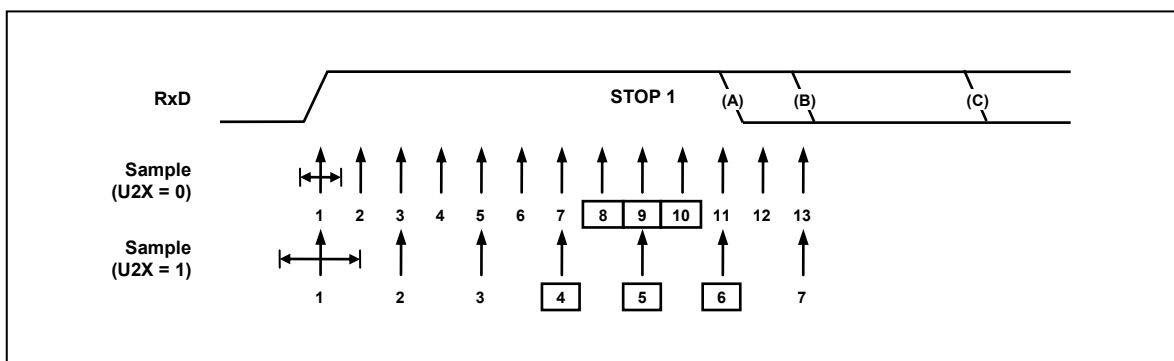 RxD STOP 1 (A) (B) (C)
Sample
(U2X = 0)
1 2 3 4 5 6 7 8 9 10 11 12 13
Sample
(U2X = 1)
1 2 3 4 5 6 7